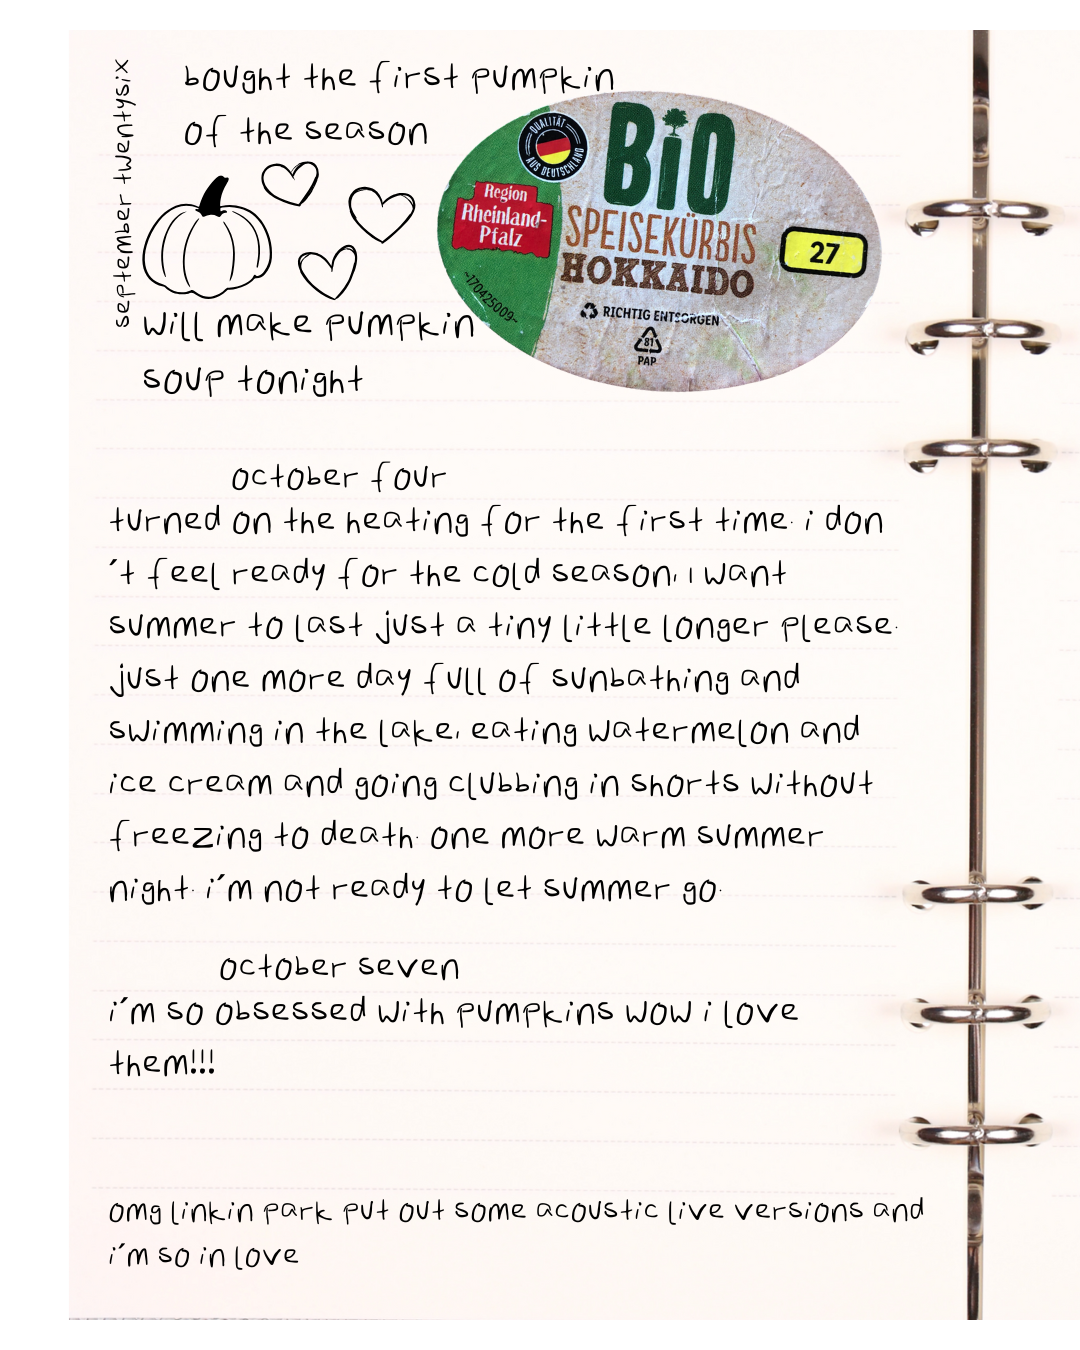 september twentysix
bought the first pumpkin
of the season
QUALITÄT
AUS DEUTSCHLAND
BIO
Region
Rheinland-
Pfalz
SPEISEKÜRBIS
HOKKAIDO
27
-170425009-
RICHTIG ENTSORGEN
81
PAP
will make pumpkin
soup tonight
october four
turned on the heating for the first time. i don
´t feel ready for the cold season, i want
summer to last just a tiny little longer please.
just one more day full of sunbathing and
swimming in the lake, eating watermelon and
ice cream and going clubbing in shorts without
freezing to death. one more warm summer
night. i´m not ready to let summer go.
october seven
i´m so obsessed with pumpkins wow i love
them!!!
omg linkin park put out some acoustic live versions and
i´m so in love